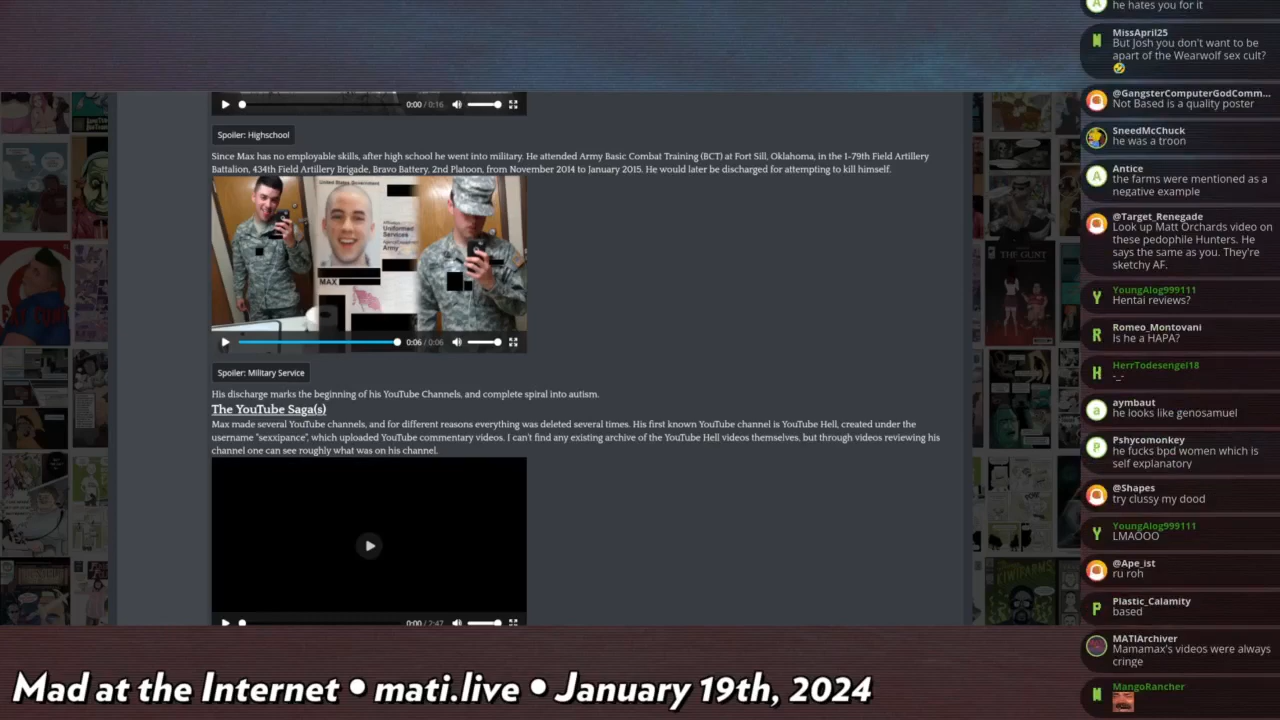 he hates you for it
MissApril25
But Josh you don't want to be
apart of the Wearwolf sex cult?
🤣
@GangsterComputerGodComm...
Not Based is a quality poster
SneedMcChuck
he was a troon
Antice
the farms were mentioned as a
negative example
@Target_Renegade
Look up Matt Orchards video on
these pedophile Hunters. He
says the same as you. They're
sketchy AF.
YoungAlog999111
Hentai reviews?
Romeo_Montovani
Is he a HAPA?
HerrTodesengel18
-_-
aymbaut
he looks like genosamuel
Pshycomonkey
he fucks bpd women which is
self explanatory
@Shapes
try clussy my dood
YoungAlog999111
LMAOOO
@Ape_ist
ru roh
Plastic_Calamity
based
MATIArchiver
Mamamax's videos were always
cringe
MangoRancher
0:00 / 0:16
Spoiler: Highschool
Since Max has no employable skills, after high school he went into military. He attended Army Basic Combat Training (BCT) at Fort Sill, Oklahoma, in the 1-79th Field Artillery
Battalion, 434th Field Artillery Brigade, Bravo Battery, 2nd Platoon, from November 2014 to January 2015. He would later be discharged for attempting to kill himself.
United States Government
Uniformed
Services
Army
MAX
0:06 / 0:06
Spoiler: Military Service
His discharge marks the beginning of his YouTube Channels, and complete spiral into autism.
The YouTube Saga(s)
Max made several YouTube channels, and for different reasons everything was deleted several times. His first known YouTube channel is YouTube Hell, created under the
username "sexxipance", which uploaded YouTube commentary videos. I can't find any existing archive of the YouTube Hell videos themselves, but through videos reviewing his
channel one can see roughly what was on his channel.
0:00 / 2:47
THE GUNT
KIWIFARMS
Mad at the Internet • mati.live • January 19th, 2024